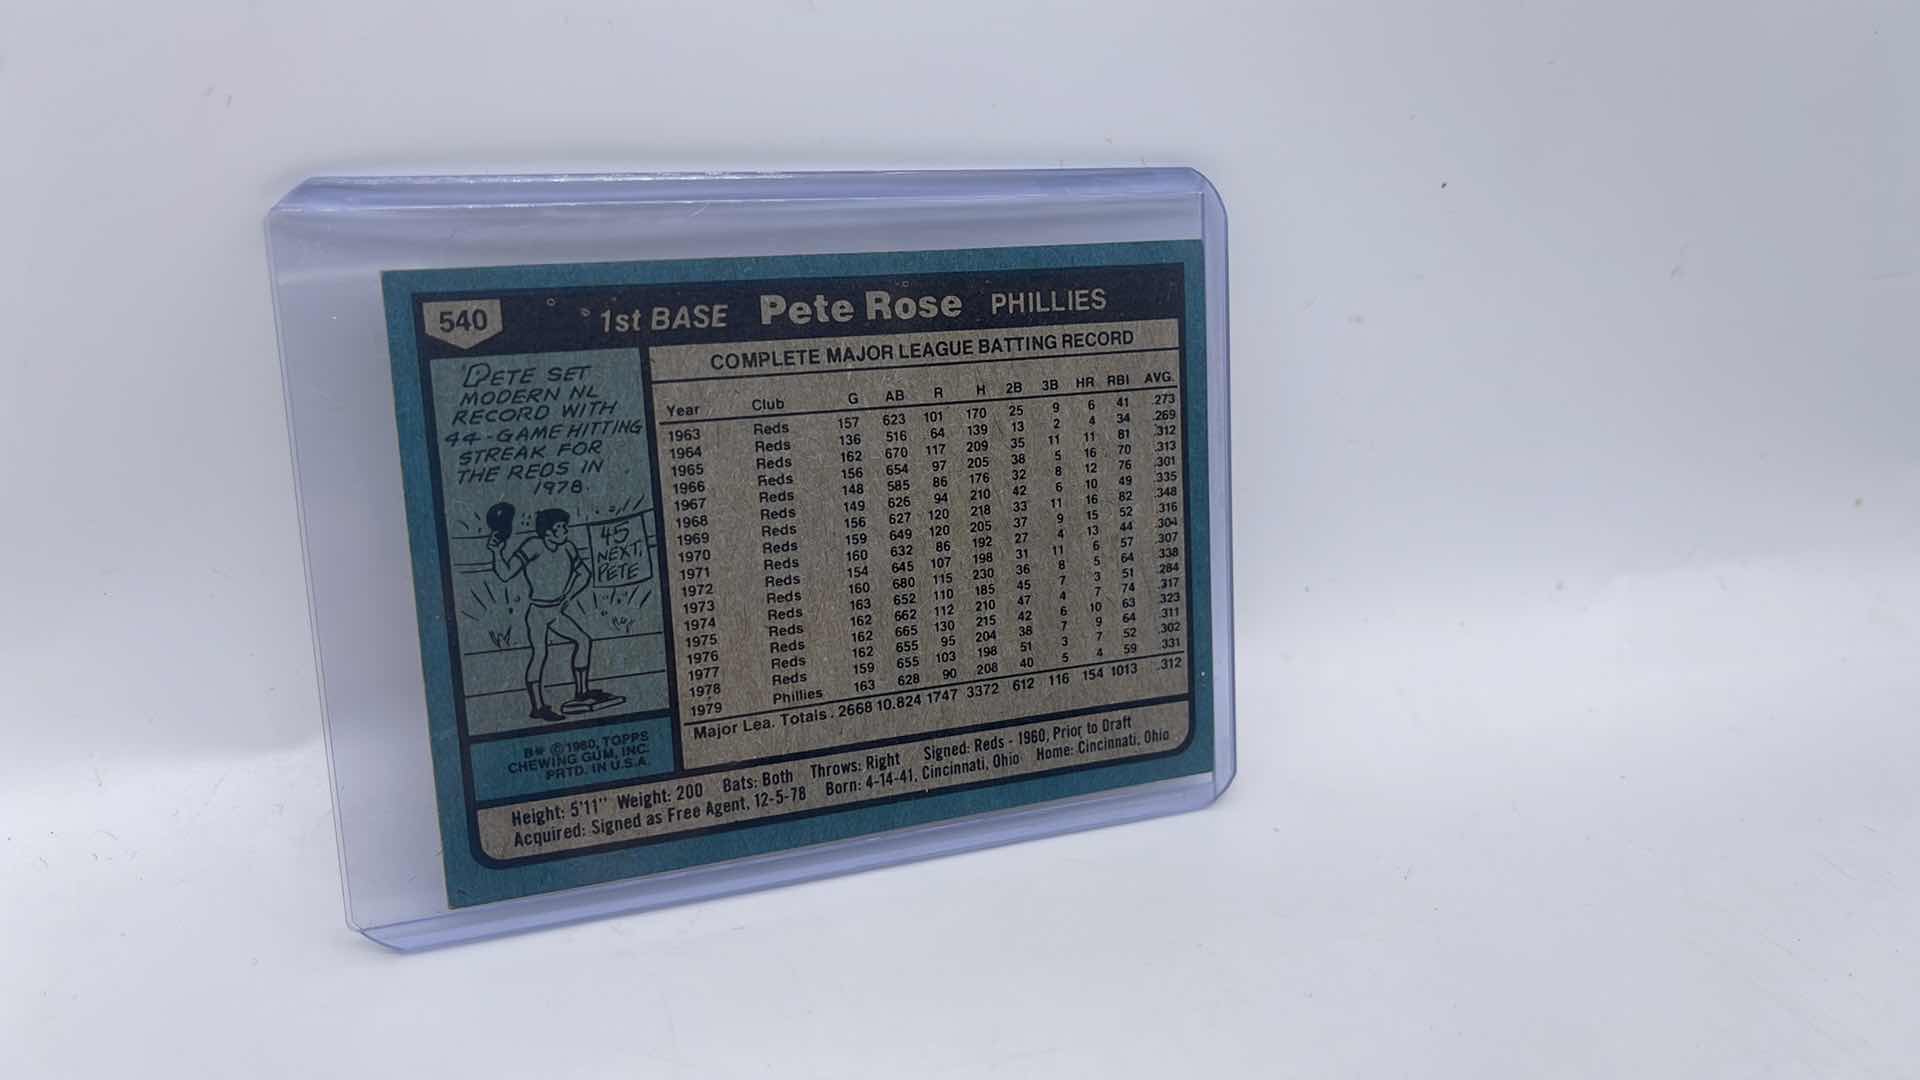 540 1st BASE Pete Rose PHILLIES
PETE SET
MODERN NL
RECORD WITH
44-GAME HITTING
STREAK FOR
THE REDS IN
1978.
45
NEXT,
PETE
B* © 1980, TOPPS
CHEWING GUM, INC.
PRTD. IN U.S.A.
COMPLETE MAJOR LEAGUE BATTING RECORD
Year Club G AB R H 2B 3B HR RBI AVG.
1963 Reds 157 623 101 170 25 9 6 41 .273
1964 Reds 136 516 64 139 13 2 4 34 .269
1965 Reds 162 670 117 209 35 11 11 81 .312
1966 Reds 156 654 97 205 38 5 16 70 .313
1967 Reds 148 585 86 176 32 8 12 76 .301
1968 Reds 149 626 94 210 42 6 10 49 .335
1969 Reds 156 627 120 218 33 11 16 82 .348
1970 Reds 159 649 120 205 37 9 15 52 .316
1971 Reds 160 632 86 192 27 4 13 44 .304
1972 Reds 154 645 107 198 31 11 6 57 .307
1973 Reds 160 680 115 230 36 8 5 64 .338
1974 Reds 163 652 110 185 45 7 3 51 .284
1975 Reds 162 662 112 210 47 4 7 74 .317
1976 Reds 162 665 130 215 42 6 10 63 .323
1977 Reds 162 655 95 204 38 7 9 64 .311
1978 Reds 159 655 103 198 51 3 7 52 .302
1979 Phillies 163 628 90 208 40 5 4 59 .331
Major Lea. Totals . 2668 10.824 1747 3372 612 116 154 1013 .312
Height: 5'11" Weight: 200 Bats: Both Throws: Right Signed: Reds - 1960, Prior to Draft
Acquired: Signed as Free Agent, 12-5-78 Born: 4-14-41, Cincinnati, Ohio Home: Cincinnati, Ohio